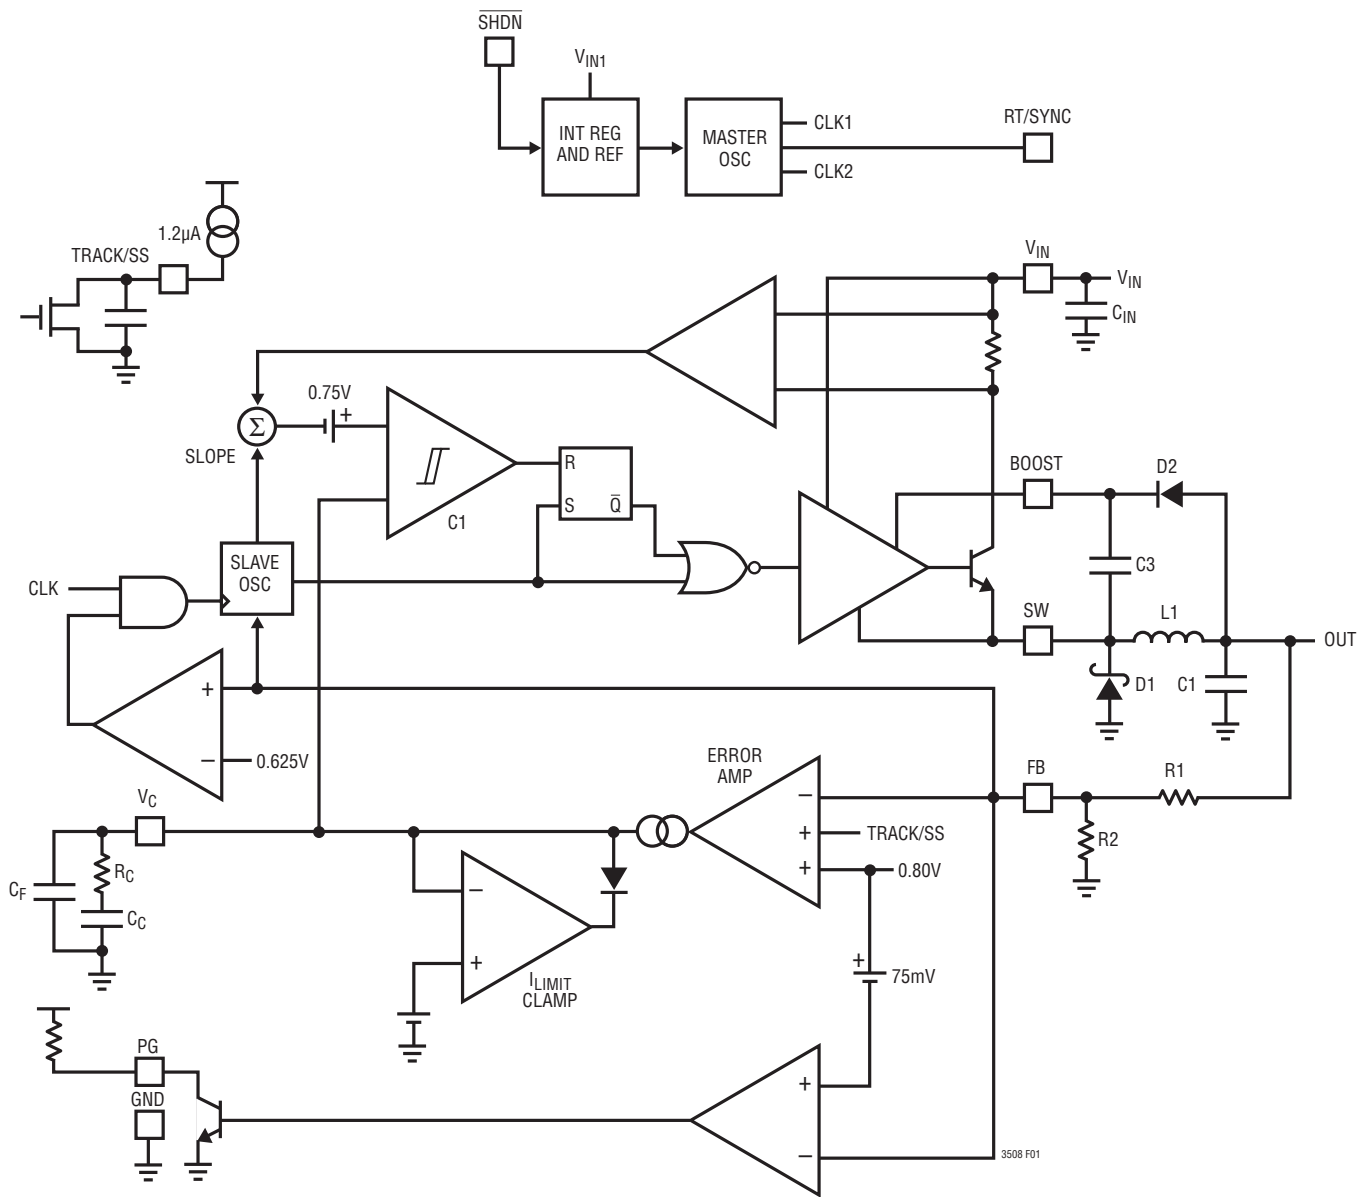 SHDN
VIN1
INT REG
AND REF
MASTER
OSC
CLK1
CLK2
RT/SYNC
1.2µA
TRACK/SS
VIN
VIN
CIN
0.75V
+
Σ
SLOPE
C1
R
S
Q̅
BOOST
D2
C3
SLAVE
OSC
CLK
SW
L1
OUT
D1
C1
+
−
0.625V
ERROR
AMP
FB
R1
R2
−
+
TRACK/SS
+
0.80V
VC
RC
CF
CC
−
+
ILIMIT
CLAMP
+
75mV
PG
GND
+
−
3508 F01